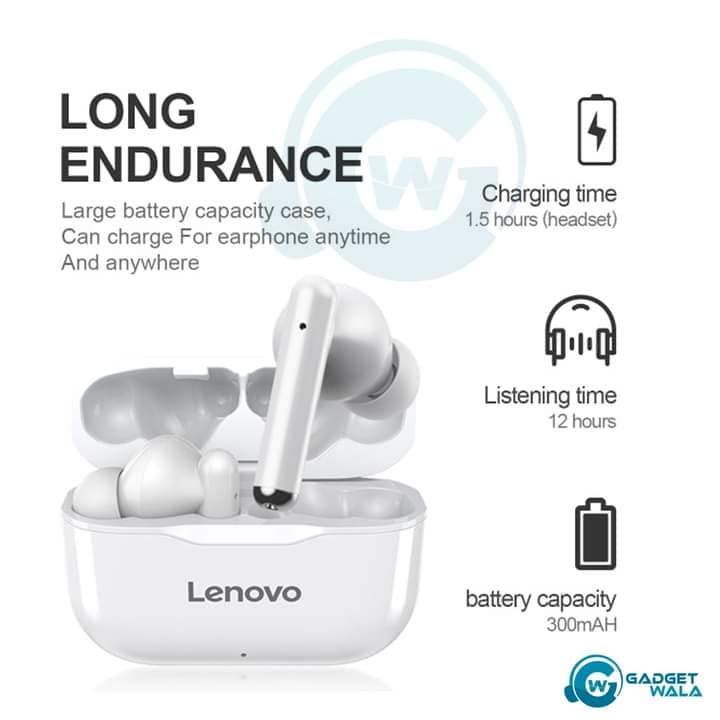 LONG
ENDURANCE
Large battery capacity case,
Can charge For earphone anytime
And anywhere
Charging time
1.5 hours (headset)
Listening time
12 hours
battery capacity
300mAH
Lenovo
GW
GADGET
WALA